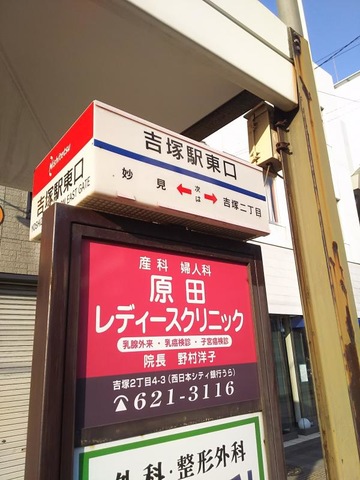 Nishitetsu
吉塚駅東口
EAST GATE
吉塚駅東口
妙見 ← 次は → 吉塚二丁目
産科 婦人科
原田
レディースクリニック
乳腺外来・乳癌検診・子宮癌検診
院長 野村洋子
吉塚2丁目4-3(西日本シティ銀行うら)
☎621-3116
外科・整形外科